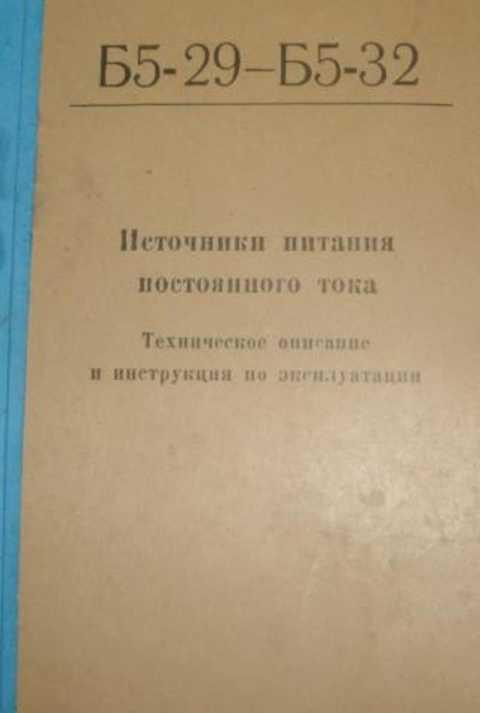 Б5-29–Б5-32
Источники питания
постоянного тока
Техническое описание
и инструкция по эксплуатации